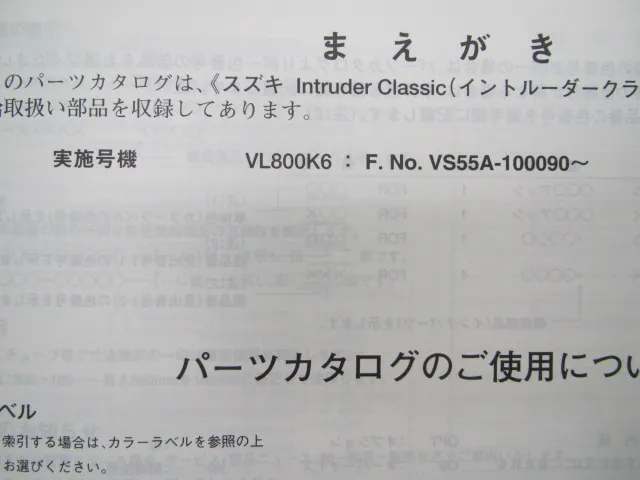 まえがき
のパーツカタログは、《スズキ Intruder Classic(イントルーダークラ
取扱い部品を収録してあります。
実施号機 VL800K6 : F. No. VS55A-100090~
パーツカタログのご使用につい
ベル
索引する場合は、カラーラベルを参照の上
お選びください。